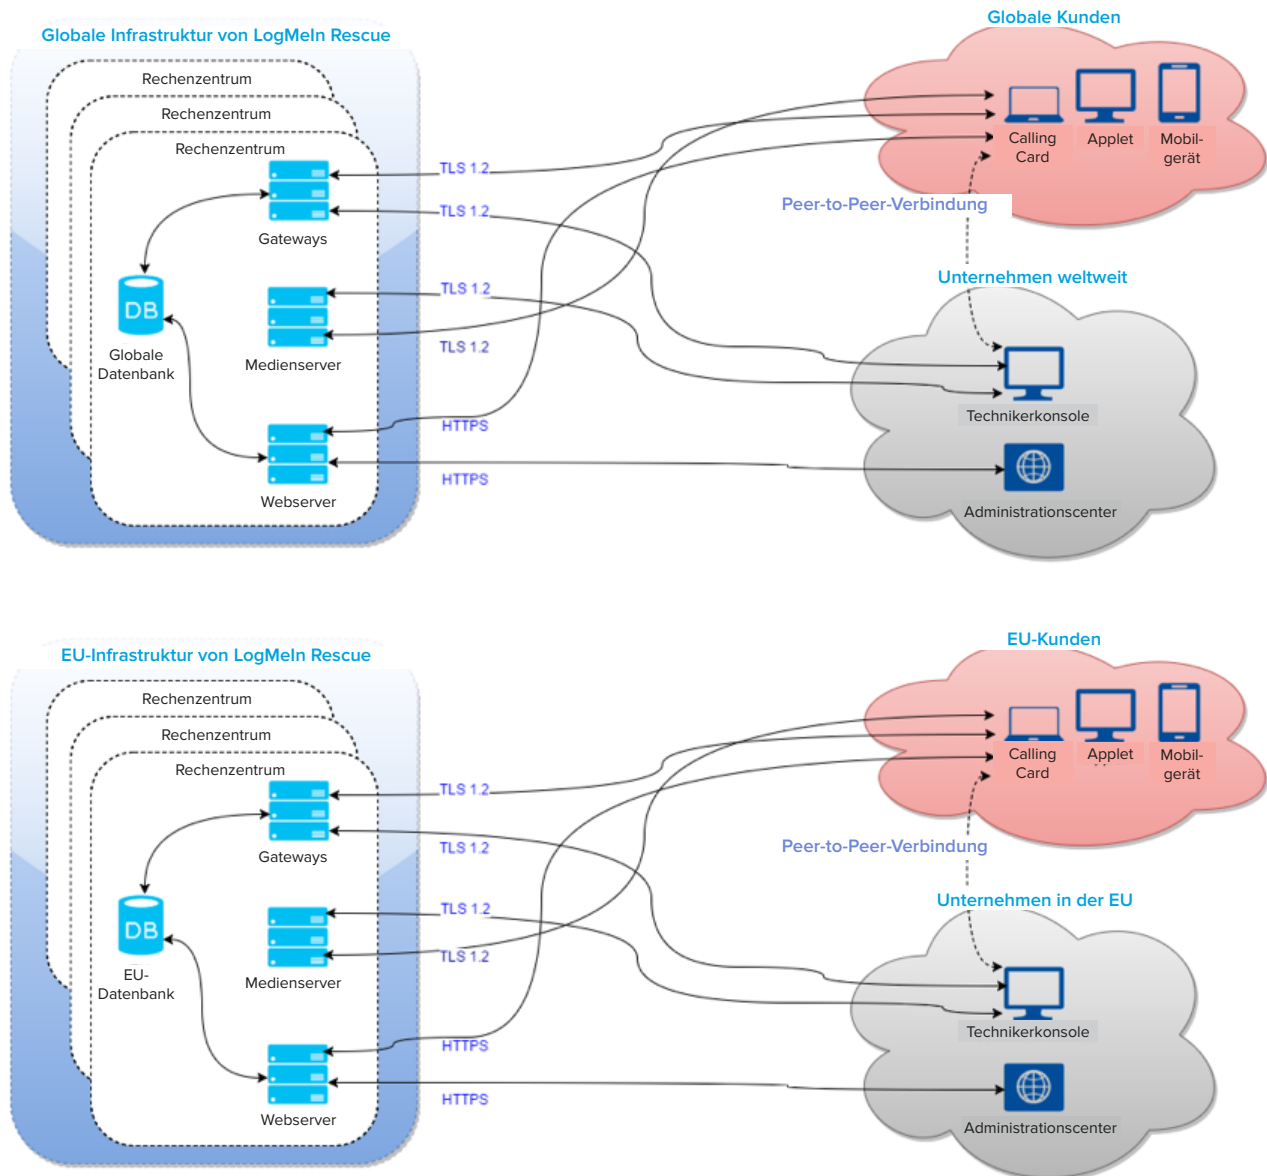 Globale Infrastruktur von LogMeIn Rescue
Rechenzentrum
Rechenzentrum
Rechenzentrum
Gateways
DB
Globale
Datenbank
Medienserver
Webserver
TLS 1.2
TLS 1.2
TLS 1.2
TLS 1.2
HTTPS
HTTPS
Globale Kunden
Calling
Card
Applet
Mobil-
gerät
Peer-to-Peer-Verbindung
Unternehmen weltweit
Technikerkonsole
Administrationscenter
EU-Infrastruktur von LogMeIn Rescue
Rechenzentrum
Rechenzentrum
Rechenzentrum
Gateways
DB
EU-
Datenbank
Medienserver
Webserver
TLS 1.2
TLS 1.2
TLS 1.2
TLS 1.2
HTTPS
HTTPS
EU-Kunden
Calling
Card
Applet
Mobil-
gerät
Peer-to-Peer-Verbindung
Unternehmen in der EU
Technikerkonsole
Administrationscenter